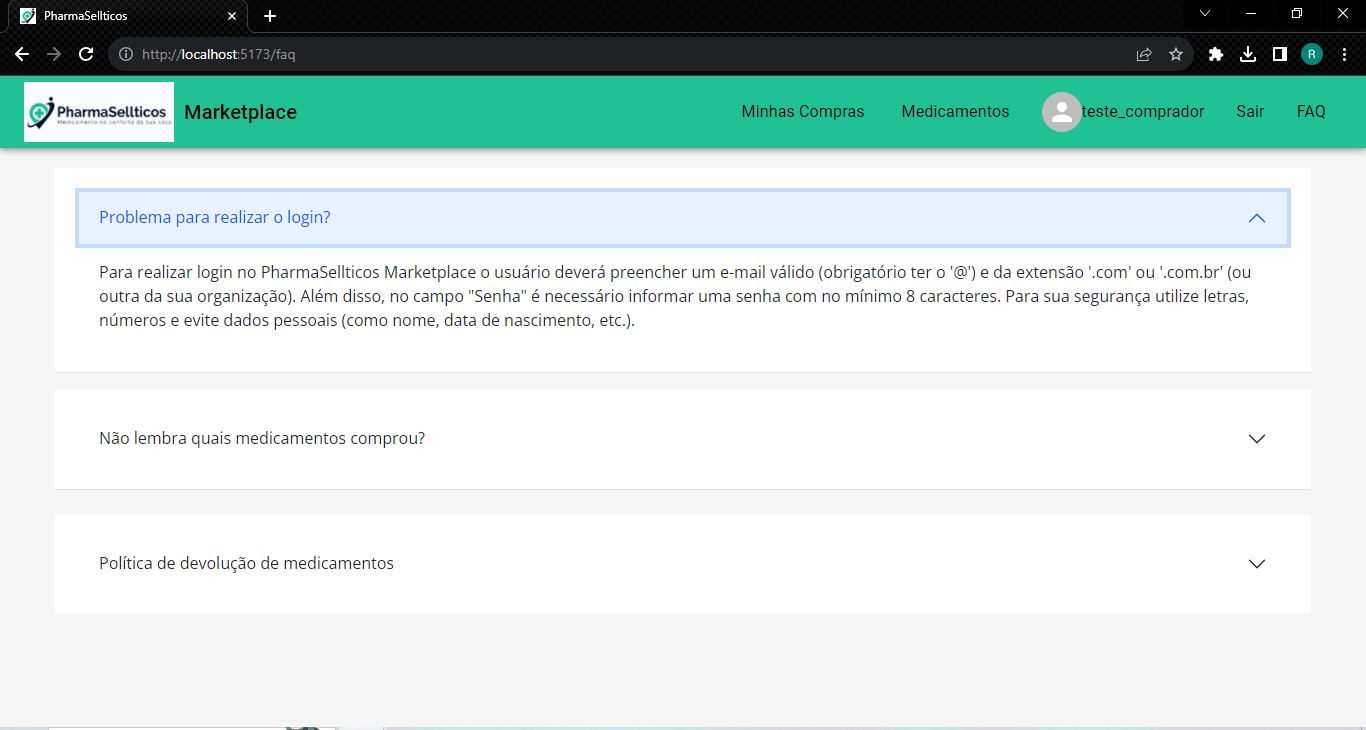 PharmaSellticos
http://localhost:5173/faq
R
PharmaSellticos
Medicamento no conforto da sua casa
Marketplace
Minhas Compras
Medicamentos
teste_comprador
Sair
FAQ
Problema para realizar o login?
Para realizar login no PharmaSellticos Marketplace o usuário deverá preencher um e-mail válido (obrigatório ter o '@') e da extensão '.com' ou '.com.br' (ou
outra da sua organização). Além disso, no campo "Senha" é necessário informar uma senha com no mínimo 8 caracteres. Para sua segurança utilize letras,
números e evite dados pessoais (como nome, data de nascimento, etc.).
Não lembra quais medicamentos comprou?
Política de devolução de medicamentos